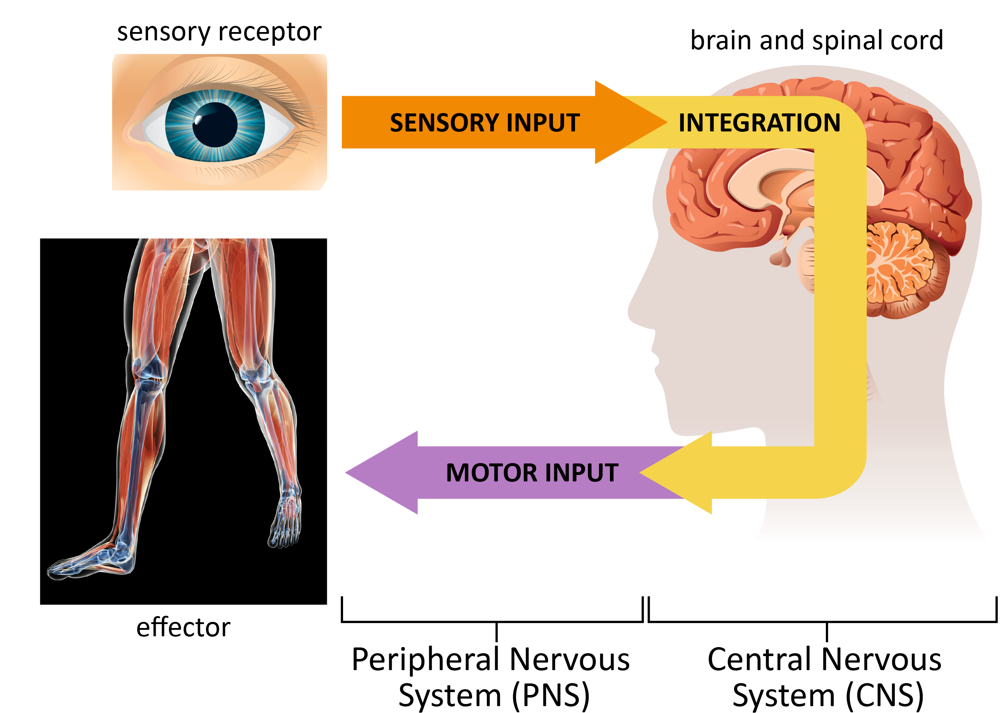 sensory receptor
brain and spinal cord
SENSORY INPUT
INTEGRATION
MOTOR INPUT
effector
Peripheral Nervous
System (PNS)
Central Nervous
System (CNS)